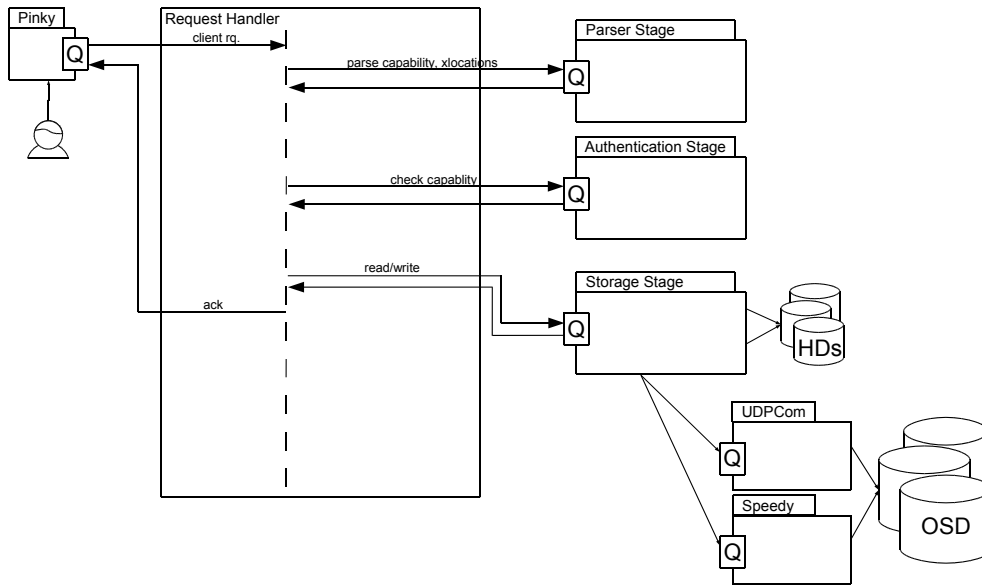 Pinky
Q
Request Handler
client rq.
parse capability, xlocations
Parser Stage
Q
Authentication Stage
check capablity
Q
read/write
ack
Storage Stage
Q
HDs
UDPCom
Q
Speedy
Q
OSD